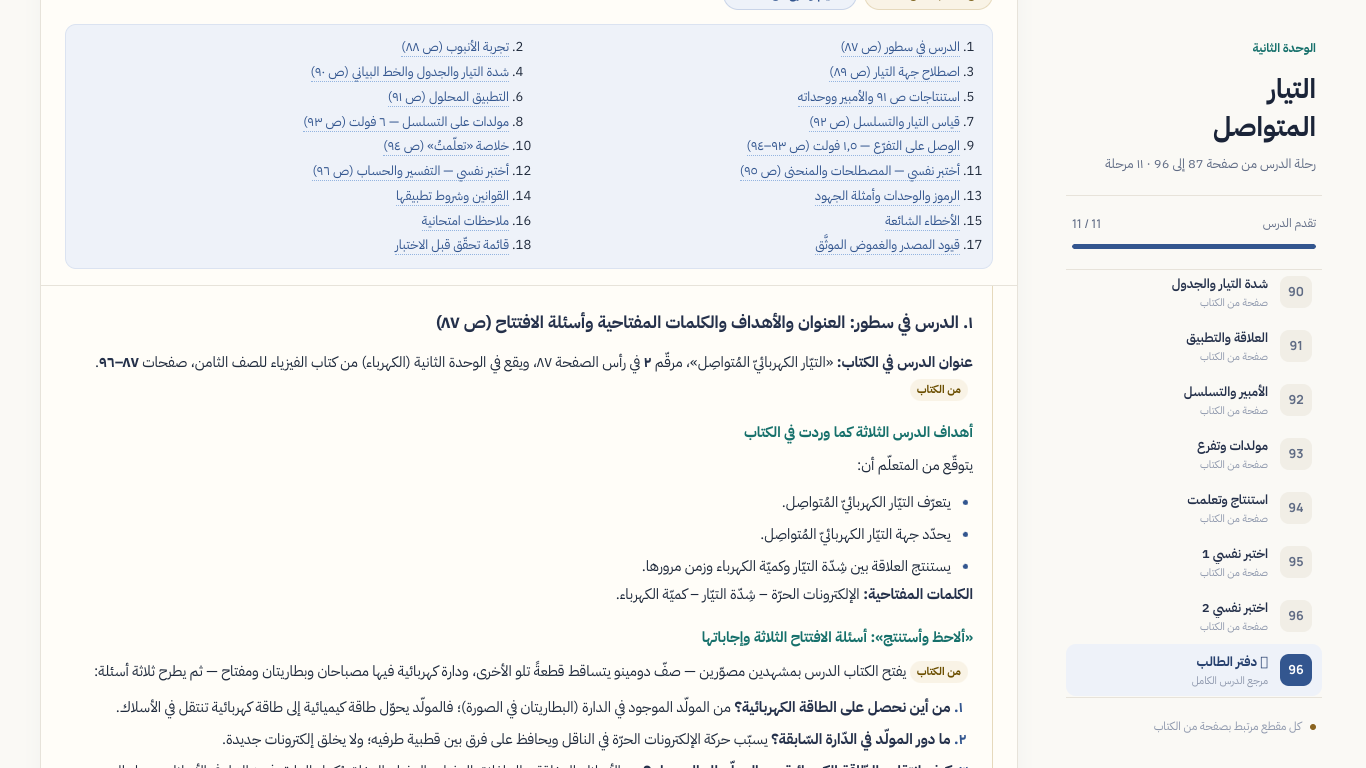 الوحدة الثانية
التيار
المتواصل
رحلة الدرس من صفحة 87 إلى 96 · ١١ مرحلة
تقدم الدرس
11 / 11
90
شدة التيار والجدول
صفحة من الكتاب
91
العلاقة والتطبيق
صفحة من الكتاب
92
الأمبير والتسلسل
صفحة من الكتاب
93
مولدات وتفرع
صفحة من الكتاب
94
استنتاج وتعلمت
صفحة من الكتاب
95
اختبر نفسي 1
صفحة من الكتاب
96
اختبر نفسي 2
صفحة من الكتاب
96
دفتر الطالب
مرجع الدرس الكامل
كل مقطع مرتبط بصفحة من الكتاب
1. الدرس في سطور (ص ٨٧)
2. تجربة الأنبوب (ص ٨٨)
3. اصطلاح جهة التيار (ص ٨٩)
4. شدة التيار والجدول والخط البياني (ص ٩٠)
5. استنتاجات ص ٩١ والأمبير ووحداته
6. التطبيق المحلول (ص ٩١)
7. قياس التيار والتسلسل (ص ٩٢)
8. مولدات على التسلسل — ٦ فولت (ص ٩٣)
9. الوصل على التفرّع — ١,٥ فولت (ص ٩٣–٩٤)
10. خلاصة «تعلّمتُ» (ص ٩٤)
11. أختبر نفسي — المصطلحات والمنحنى (ص ٩٥)
12. أختبر نفسي — التفسير والحساب (ص ٩٦)
13. الرموز والوحدات وأمثلة الجهود
14. القوانين وشروط تطبيقها
15. الأخطاء الشائعة
16. ملاحظات امتحانية
17. قيود المصدر والغموض الموثَّق
18. قائمة تحقّق قبل الاختبار
١. الدرس في سطور: العنوان والأهداف والكلمات المفتاحية وأسئلة الافتتاح (ص ٨٧)
عنوان الدرس في الكتاب: «التيّار الكهربائيّ المُتواصِل»، مرقّم ٢ في رأس الصفحة ٨٧، ويقع في الوحدة الثانية (الكهرباء) من كتاب الفيزياء للصف الثامن، صفحات ٨٧–٩٦.
من الكتاب
أهداف الدرس الثلاثة كما وردت في الكتاب
يتوقّع من المتعلّم أن:
• يتعرّف التيّار الكهربائيّ المُتواصِل.
• يحدّد جهة التيّار الكهربائيّ المُتواصِل.
• يستنتج العلاقة بين شِدّة التيّار وكميّة الكهرباء وزمن مرورها.
الكلمات المفتاحية: الإلكترونات الحرّة – شِدّة التيّار – كميّة الكهرباء.
«ألاحظ وأستنتج»: أسئلة الافتتاح الثلاثة وإجاباتها
من الكتاب يفتح الكتاب الدرس بمشهدين مصوّرين — صفّ دومينو يتساقط قطعةً تلو الأخرى، ودارة كهربائية فيها مصباحان وبطاريتان ومفتاح — ثم يطرح ثلاثة أسئلة:
١. من أين نحصل على الطاقة الكهربائية؟ من المولّد الموجود في الدارة (البطاريتان في الصورة)؛ فالمولّد يحوّل طاقة كيميائية إلى طاقة كهربائية تنتقل في الأسلاك.
٢. ما دور المولّد في الدّارة السّابقة؟ يسبّب حركة الإلكترونات الحرّة في الناقل ويحافظ على فرق بين قطبية طرفيه؛ ولا يخلق إلكترونات جديدة.